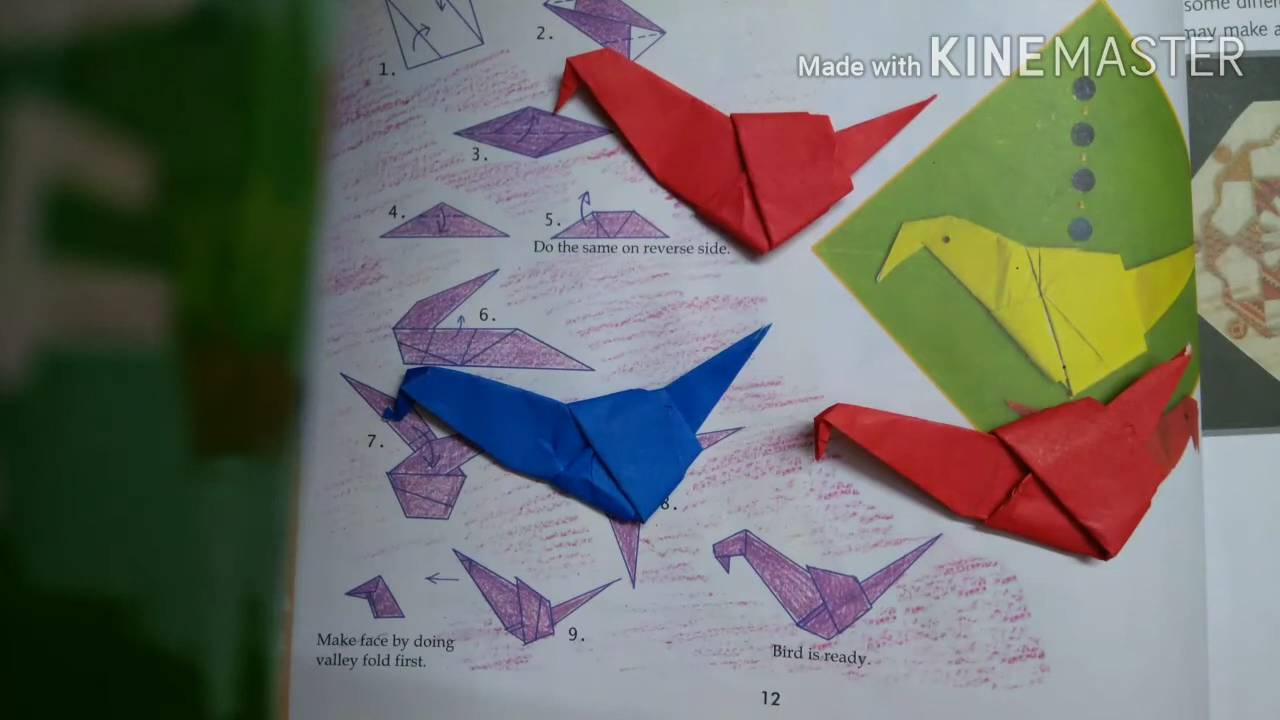 some
may make a
Made with KINEMASTER
1.
2.
3.
4.
5.
Do the same on reverse side.
6.
7.
8.
9.
Make face by doing
valley fold first.
Bird is ready.
12